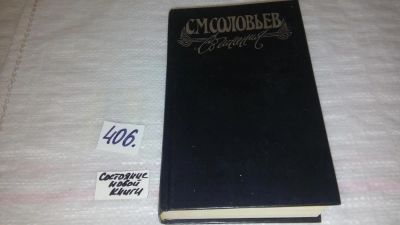 С.М.СОЛОВЬЕВ
Сочинения
406.
Состояние
новой
книги